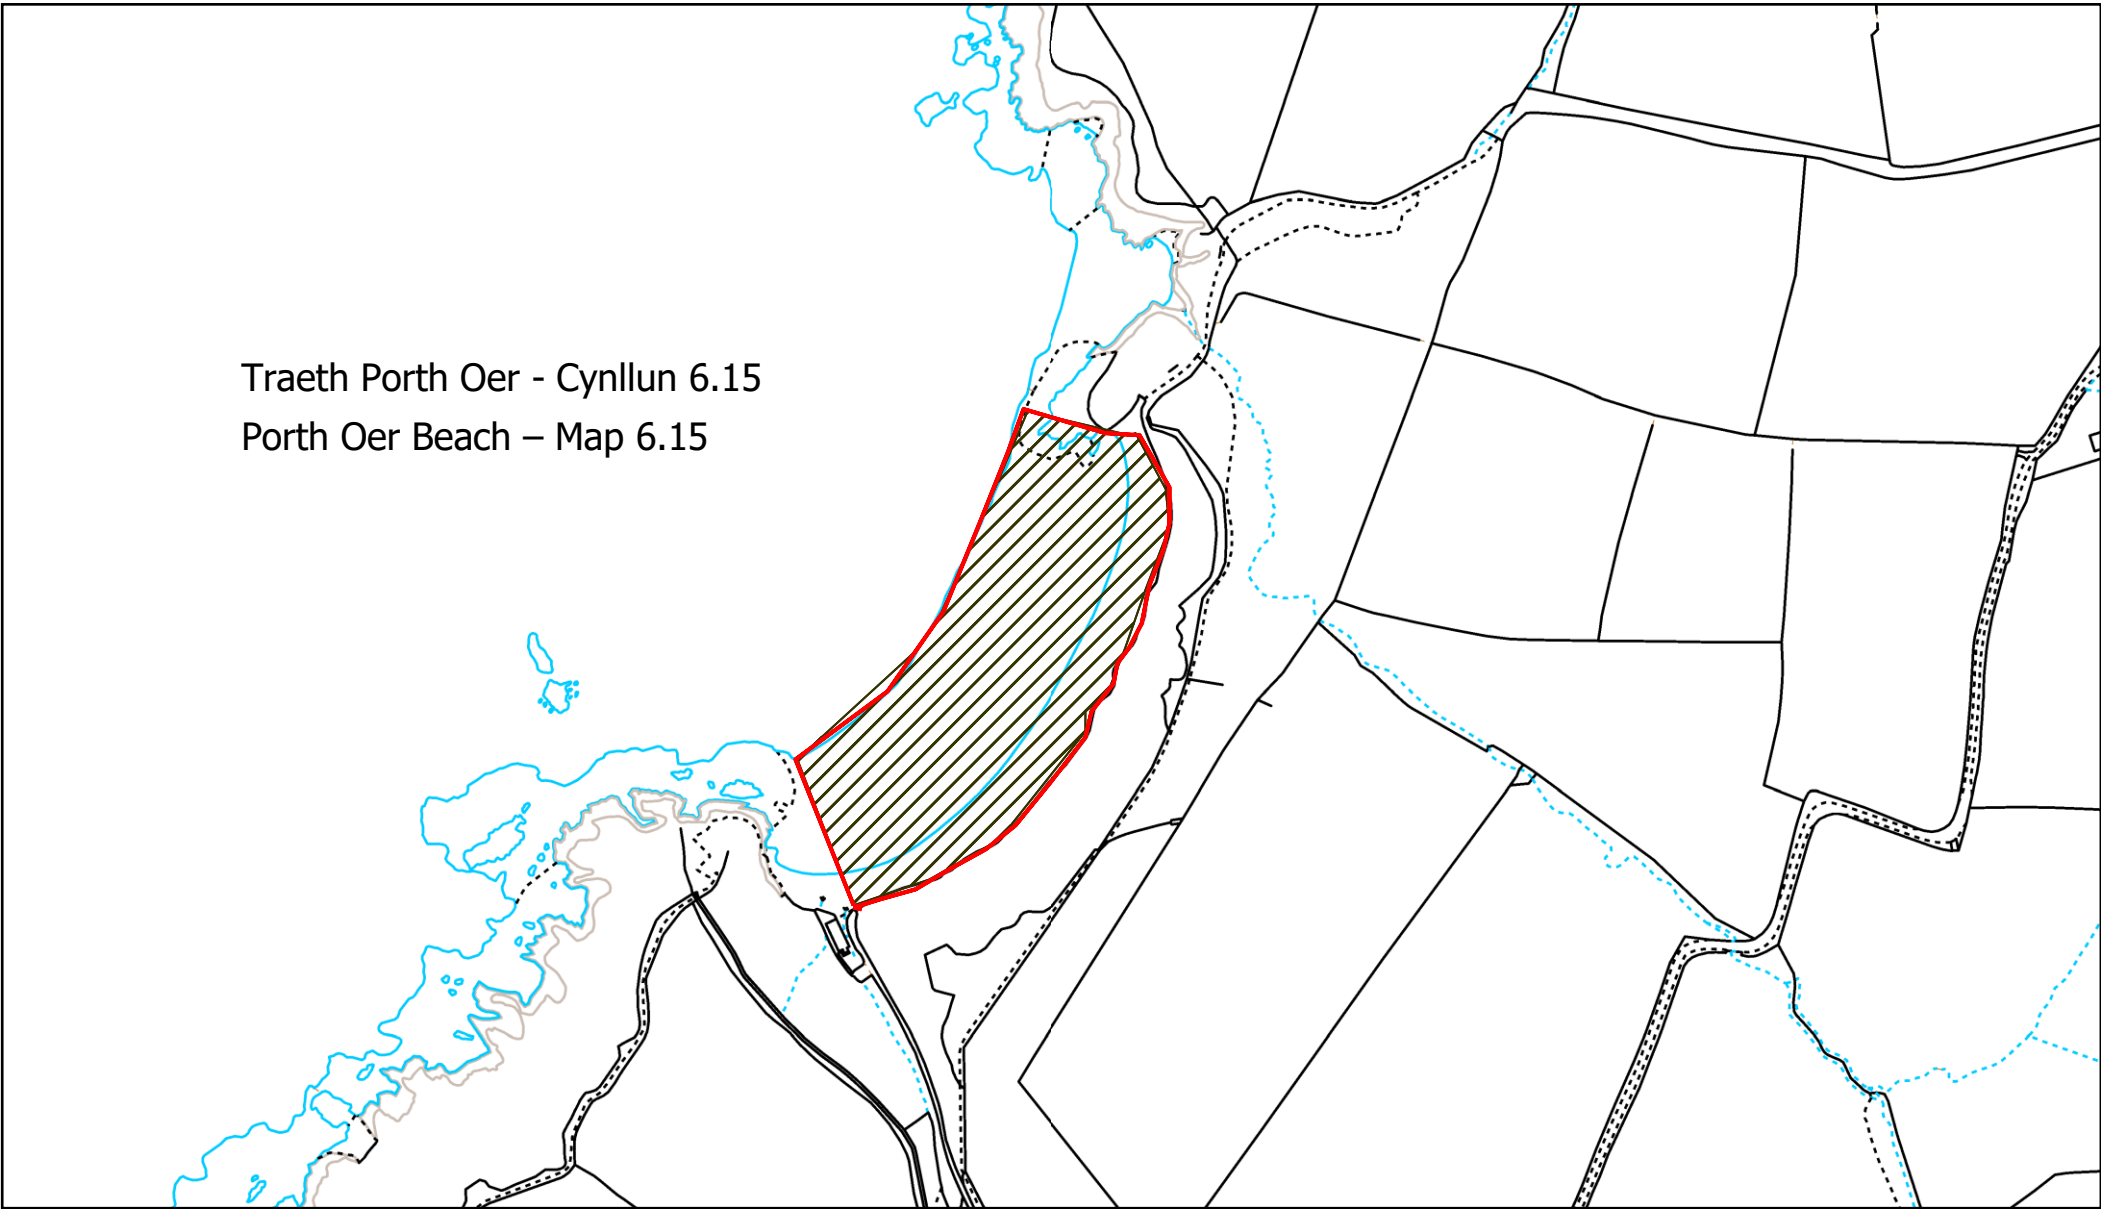 Traeth Porth Oer - Cynllun 6.15
Porth Oer Beach – Map 6.15